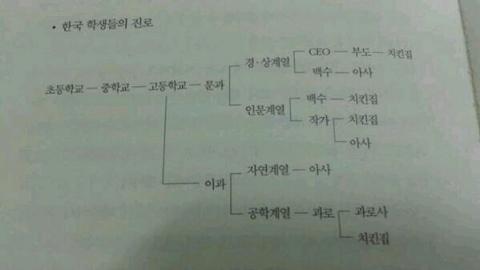 • 한국 학생들의 진로
경·상계열 CEO 부도 치킨집
백수 아사
초등학교 중학교 고등학교 문과
인문계열 백수 치킨집
작가 치킨집
아사
이과 자연계열 아사
공학계열 과로 과로사
치킨집